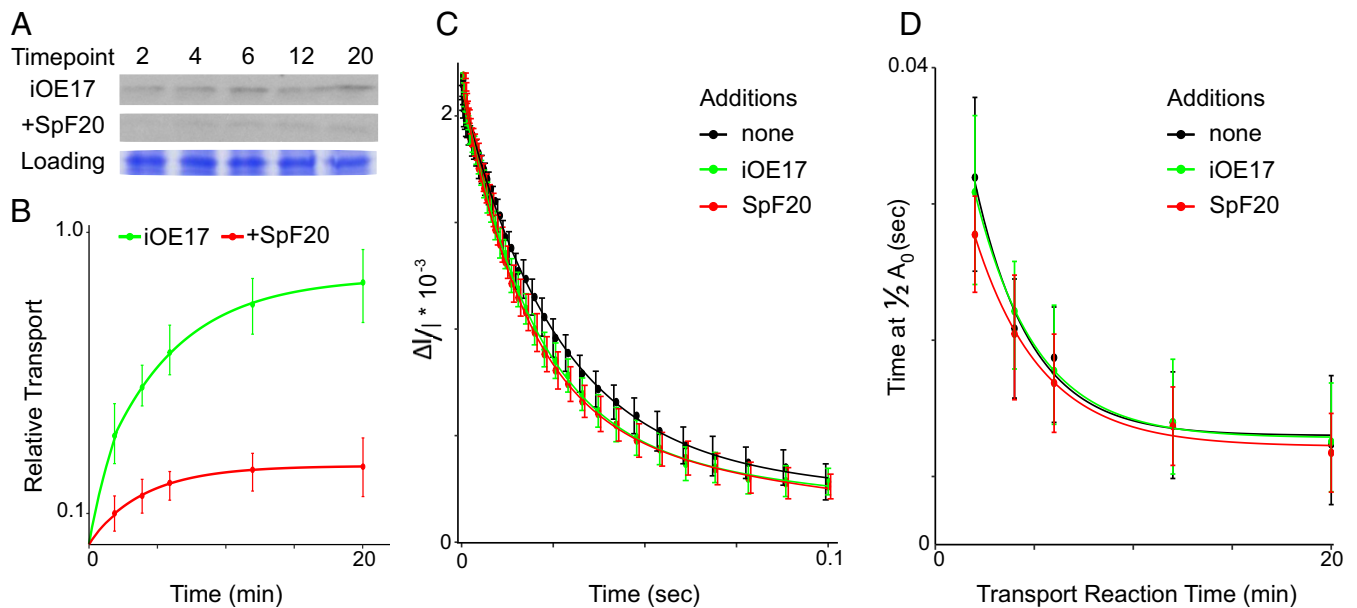 A
Timepoint 2 4 6 12 20
iOE17
+SpF20
Loading
B
1.0
iOE17 +SpF20
Relative Transport
0.1
0 20
Time (min)
C
2
Additions
none
iOE17
SpF20
ΔI/I * 10⁻³
0
0 0.1
Time (sec)
D
0.04
Additions
none
iOE17
SpF20
Time at ½ A₀ (sec)
0
0 20
Transport Reaction Time (min)